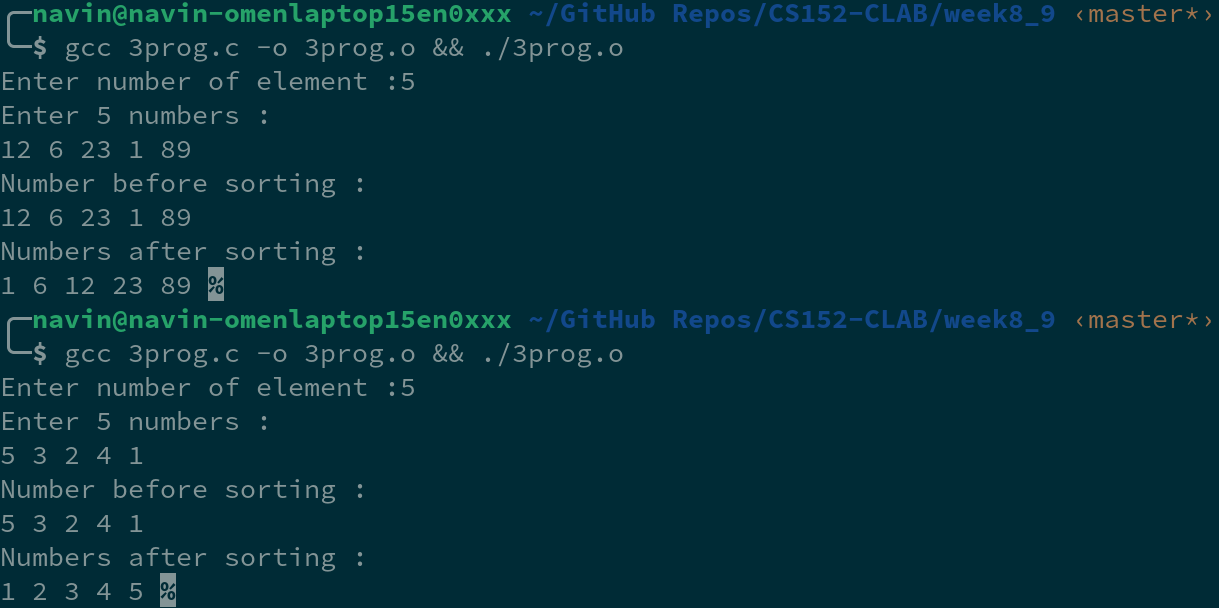 navin@navin-omenlaptop15en0xxx ~/GitHub Repos/CS152-CLAB/week8_9 ‹master*›
$ gcc 3prog.c -o 3prog.o && ./3prog.o
Enter number of element :5
Enter 5 numbers :
12 6 23 1 89
Number before sorting :
12 6 23 1 89
Numbers after sorting :
1 6 12 23 89 %
navin@navin-omenlaptop15en0xxx ~/GitHub Repos/CS152-CLAB/week8_9 ‹master*›
$ gcc 3prog.c -o 3prog.o && ./3prog.o
Enter number of element :5
Enter 5 numbers :
5 3 2 4 1
Number before sorting :
5 3 2 4 1
Numbers after sorting :
1 2 3 4 5 %